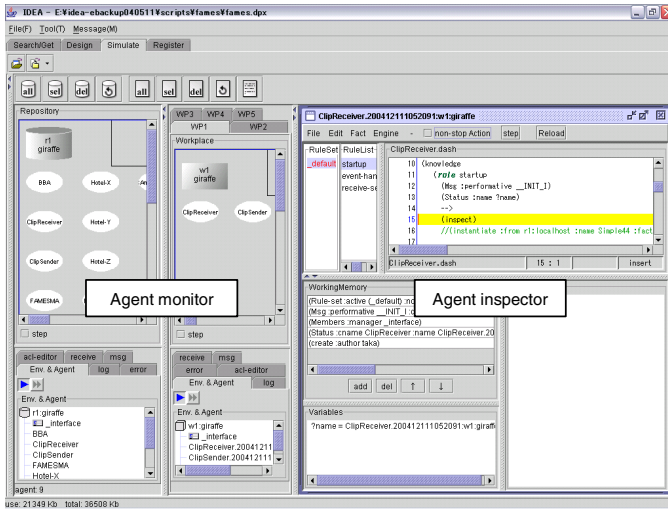 IDEA - E:¥idea-ebackup040511¥scripts¥fames¥fames.dpx
File(F) Tool(T) Message(M)
Search/Get Design Simulate Register
all sel del all sel del
Repository
r1
giraffe
BBA Hotel-X
ClipReceiver Hotel-Y
ClipSender Hotel-Z
FAMESMA
step
WP3 WP4 WP5
WP1 WP2
Workplace
w1
giraffe
ClipReceiver ClipSender
step
Agent monitor
acl-editor receive msg
Env. & Agent log error
Env. & Agent
r1:giraffe
_interface
BBA
ClipReceiver
ClipSender
FAMESMA
Hotel-X
agent: 9
receive msg
error acl-editor
Env. & Agent log
Env. & Agent
w1:giraffe
_interface
ClipReceiver.20041211
ClipSender.200412111
use: 21349 Kb total: 36508 Kb
ClipReceiver.200412111052091:w1:giraffe
File Edit Fact Engine - non-stop Action step Reload
RuleSet RuleList
_default startup
event-han
receive-se
ClipReceiver.dash
10 (knowledge
11 (rule startup
12 (Msg :performative __INIT_I)
13 (Status :name ?name)
14 -->
15 (inspect)
16 //(instantiate :from r1:localhost :name Simple44 :fact
17
ClipReceiver.dash 15 : 1 insert
WorkingMemory
(Rule-set :active (_default) :no
(Msg :performative __INIT_I :c
(Members :manager _interface)
(Status :cname ClipReceiver :name ClipReceiver.20
(create :author taka)
Agent inspector
add del ↑ ↓
Variables
?name = ClipReceiver.200412111052091:w1:giraff